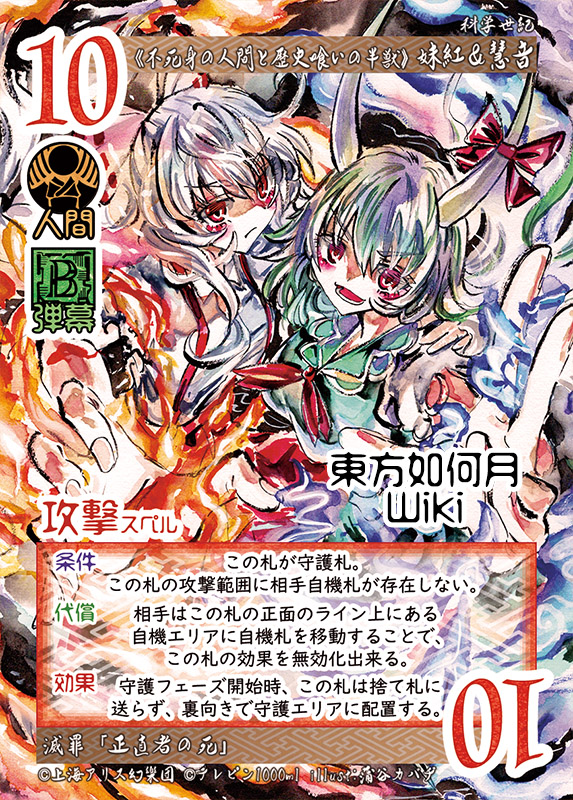 科学世紀
10
《不死身の人間と歴史喰いの半獣》妹紅&慧音
人間
B
弾幕
東方如何月
Wiki
攻撃スペル
条件
この札が守護札。
この札の攻撃範囲に相手自機札が存在しない。
代償
相手はこの札の正面のライン上にある
自機エリアに自機札を移動することで、
この札の効果を無効化出来る。
効果
守護フェーズ開始時、この札は捨て札に
送らず、裏向きで守護エリアに配置する。
10
滅罪「正直者の死」
©上海アリス幻樂団 ©テレピン1000ml illust.蒲谷カバヂ